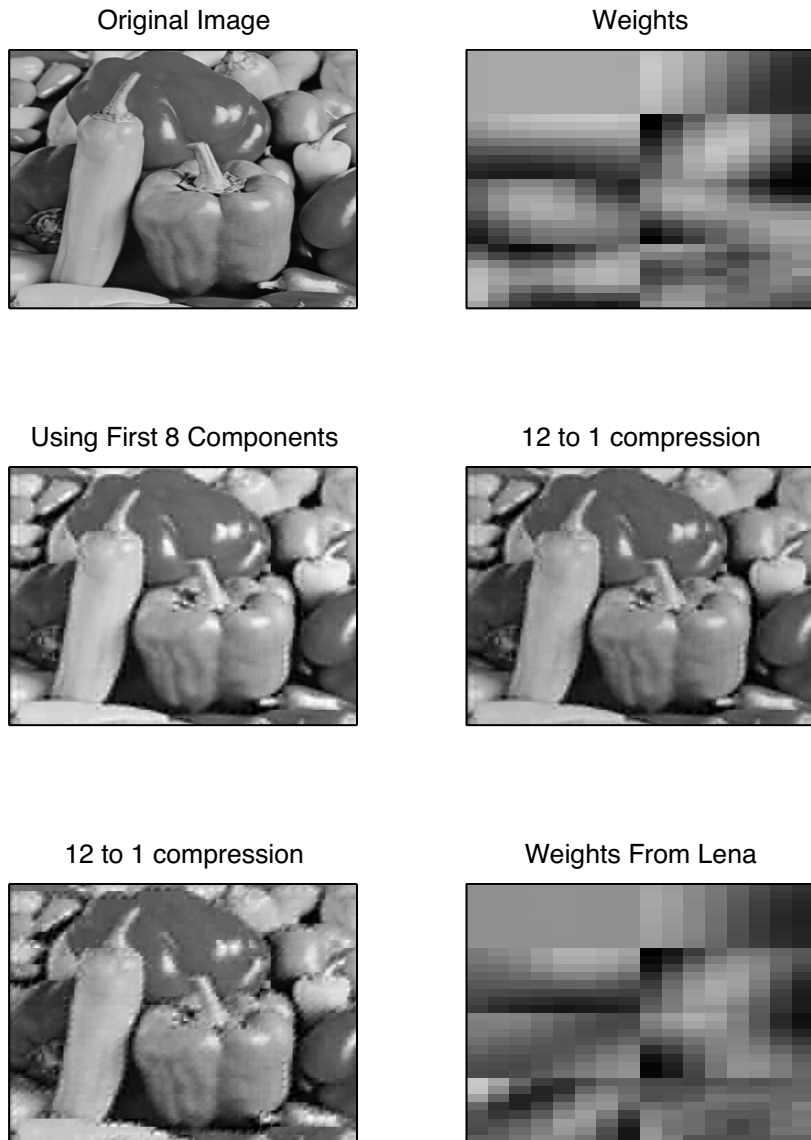 Original Image
Weights
Using First 8 Components
12 to 1 compression
12 to 1 compression
Weights From Lena